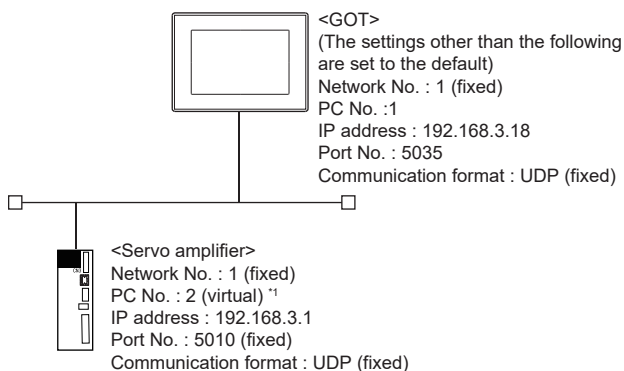 <GOT>
(The settings other than the following
are set to the default)
Network No. : 1 (fixed)
PC No. :1
IP address : 192.168.3.18
Port No. : 5035
Communication format : UDP (fixed)
<Servo amplifier>
Network No. : 1 (fixed)
PC No. : 2 (virtual) *1
IP address : 192.168.3.1
Port No. : 5010 (fixed)
Communication format : UDP (fixed)